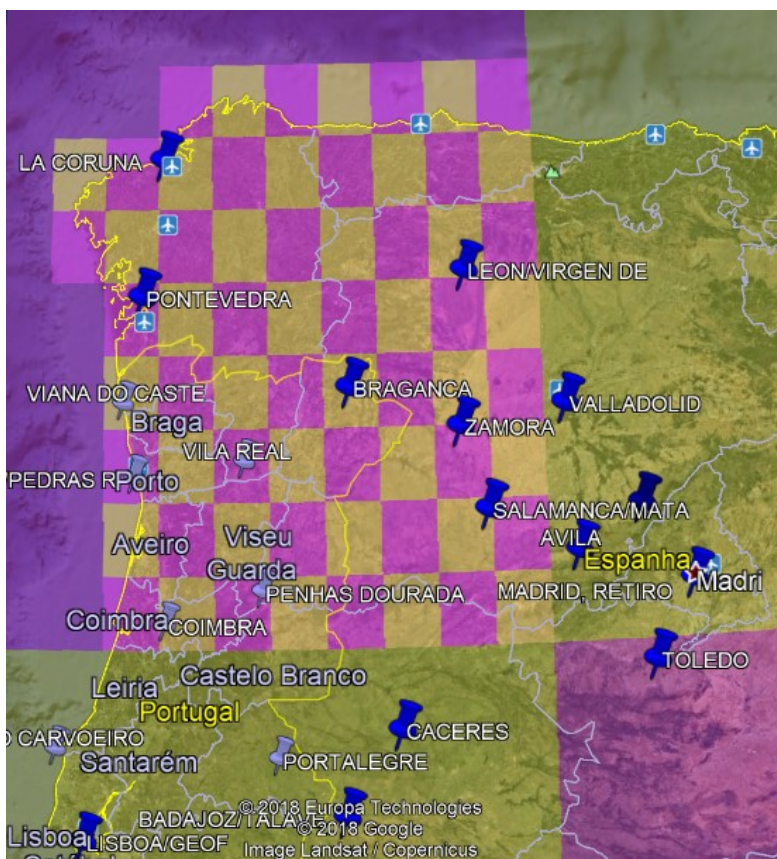 LA CORUNA
LEON/VIRGEN DE
PONTEVEDRA
BRAGANCA
VIANA DO CASTE
VALLADOLID
Braga
ZAMORA
VILA REAL
/PEDRAS R
Porto
SALAMANCA/MATA
AVILA
Aveiro
Viseu
Espanha
Guarda
Madri
MADRID, RETIRO
PENHAS DOURADA
Coimbra
COIMBRA
TOLEDO
Castelo Branco
Leiria
Portugal
CACERES
O CARVOEIRO
Santarém
PORTALEGRE
BADAJOZ/TALAVE
© 2018 Europa Technologies
© 2018 Google
Lisboa
LISBOA/GEOF
Image Landsat / Copernicus